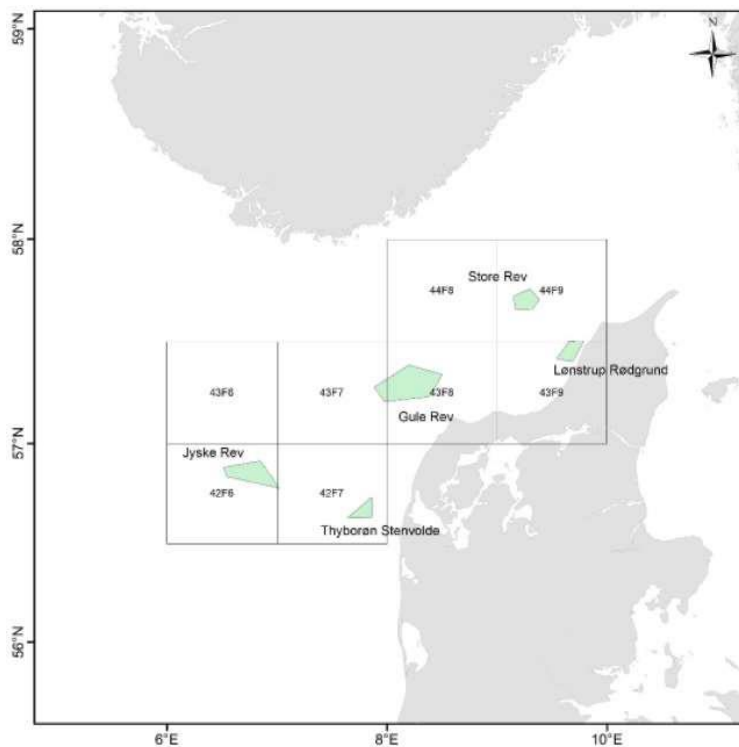 59°N
N
58°N
Store Rev
44F8
44F9
Lønstrup Rødgrund
43F6
43F7
43F8
43F9
Gule Rev
57°N
Jyske Rev
42F6
42F7
Thyborøn Stenvolde
56°N
6°E
8°E
10°E